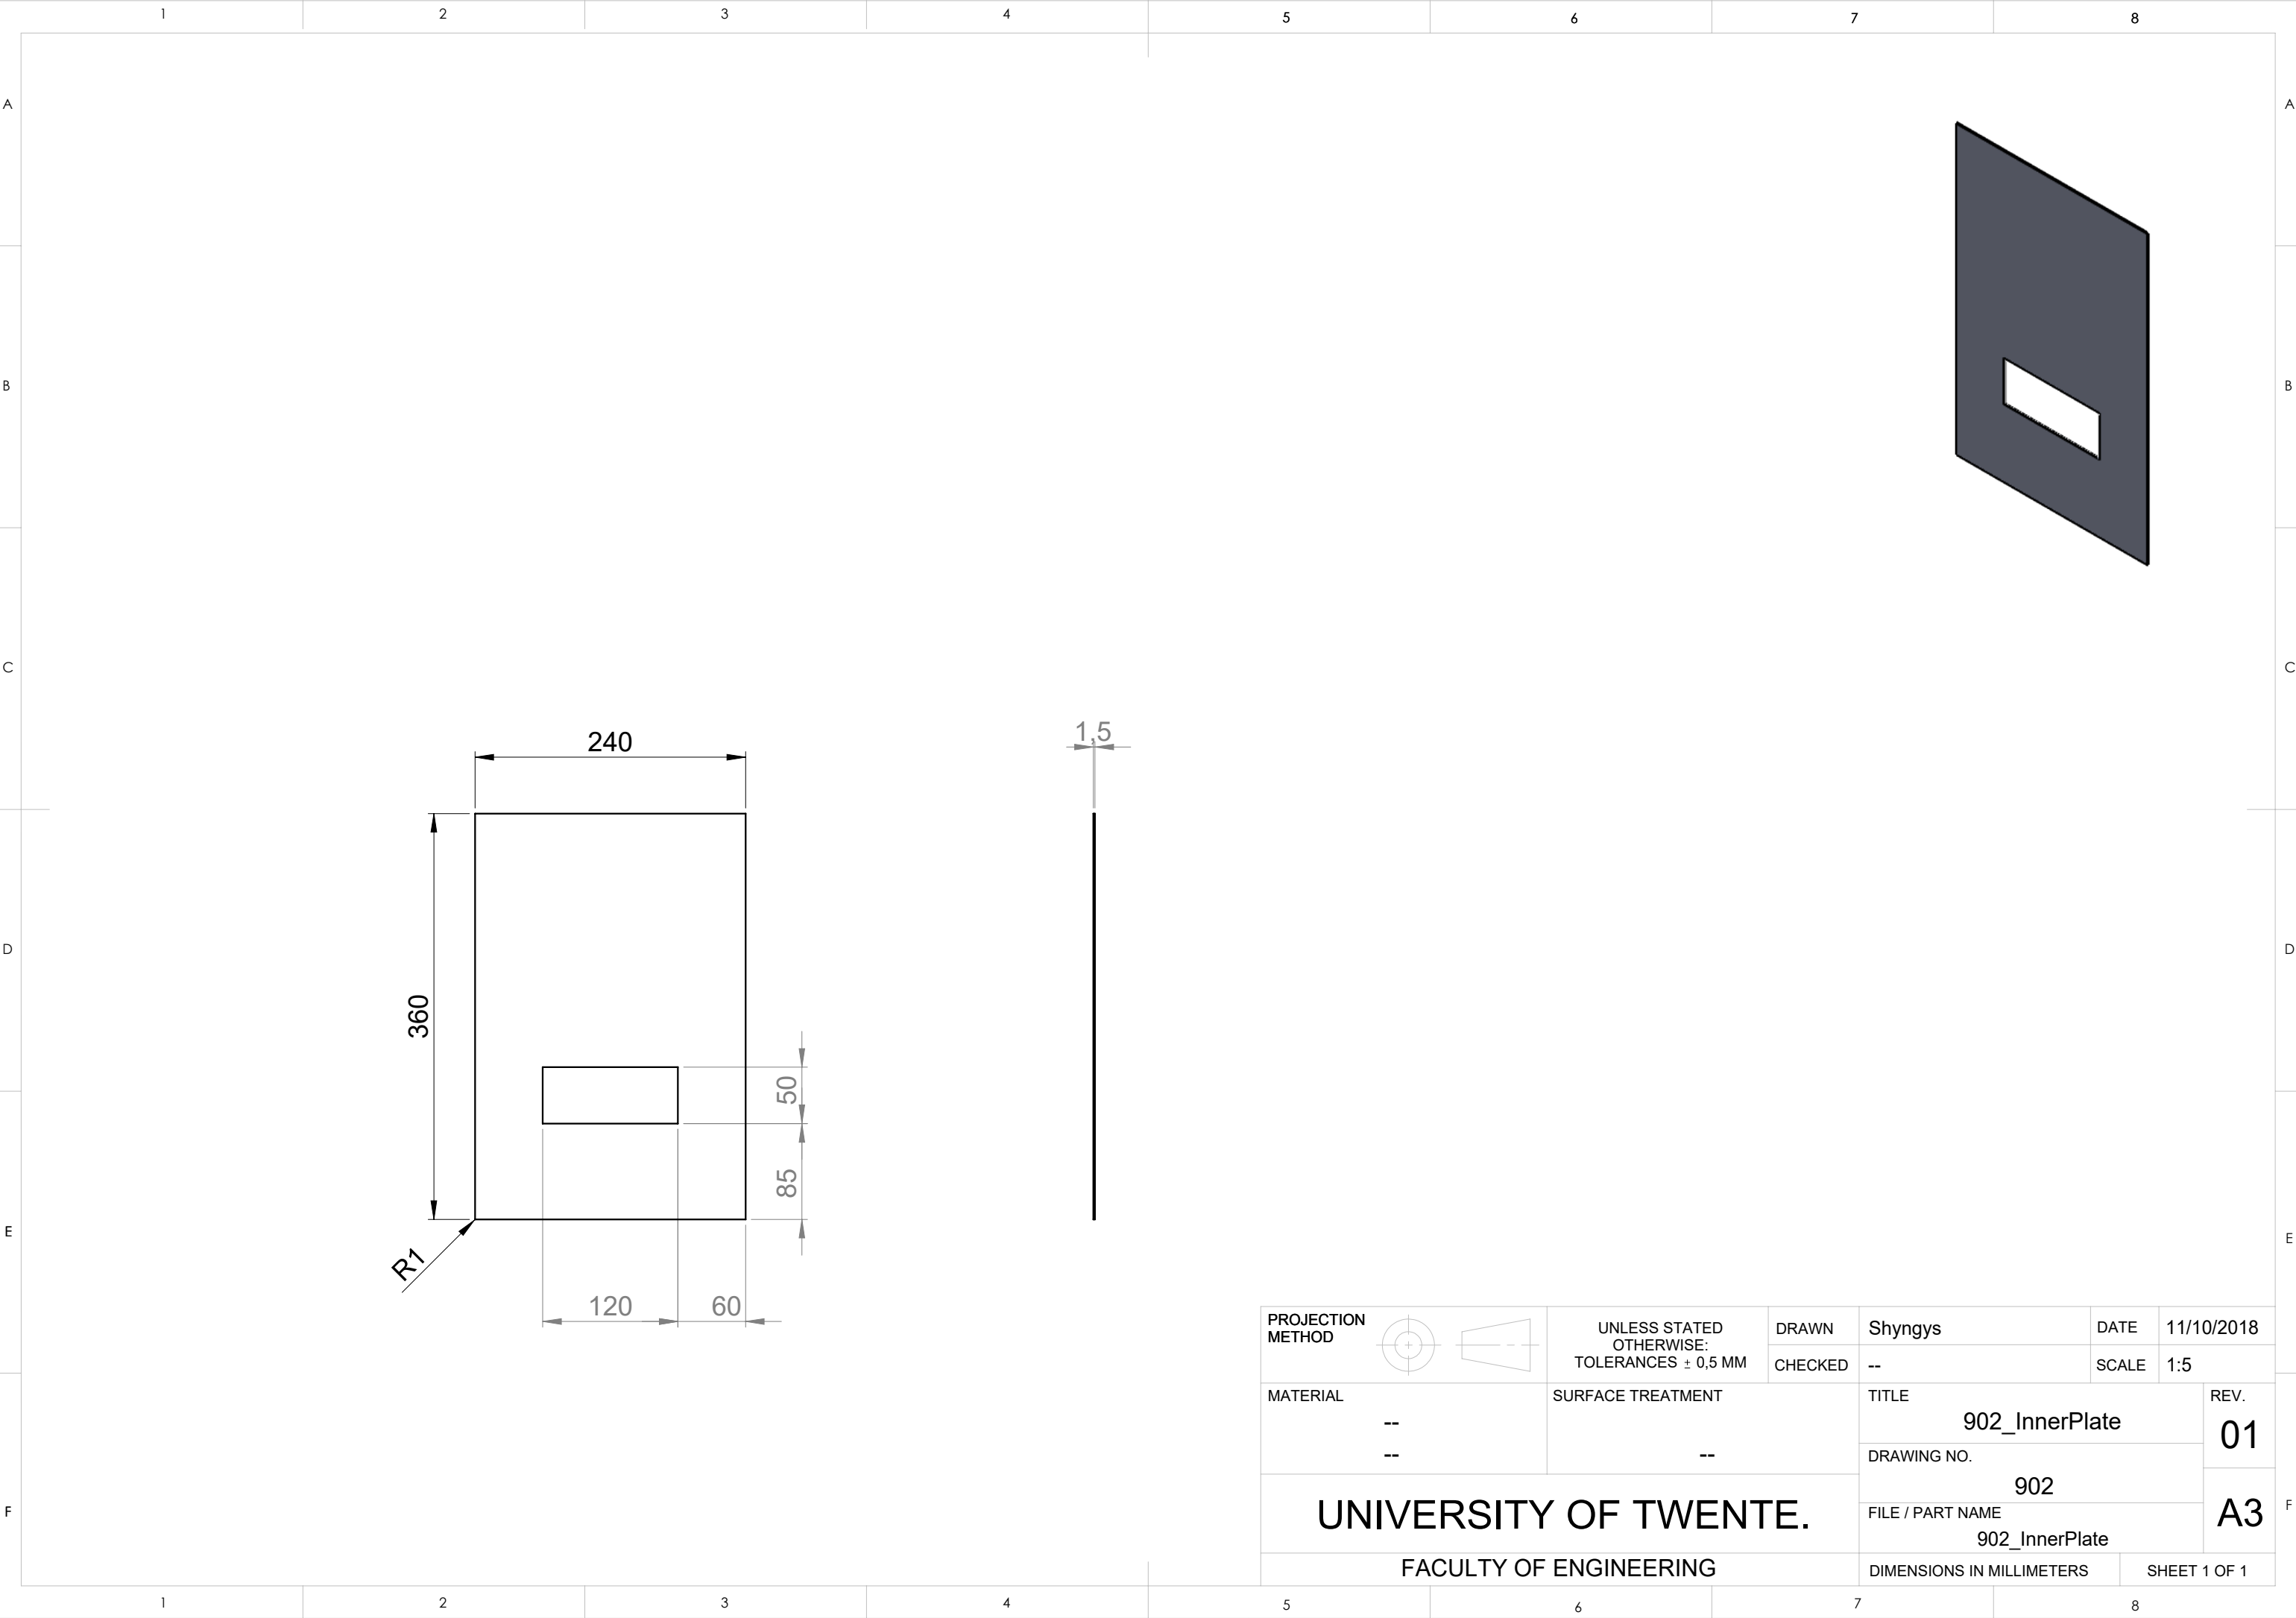 1 2 3 4 5 6 7 8
A A
B B
C C
D D
E E
F F
240
1,5
360
50
85
R1
120 60
PROJECTION
METHOD
UNLESS STATED
OTHERWISE:
TOLERANCES ± 0,5 MM
DRAWN Shyngys DATE 11/10/2018
CHECKED -- SCALE 1:5
MATERIAL
--
--
SURFACE TREATMENT
--
TITLE
902_InnerPlate
REV.
01
DRAWING NO.
902
FILE / PART NAME
902_InnerPlate
A3
UNIVERSITY OF TWENTE.
FACULTY OF ENGINEERING
DIMENSIONS IN MILLIMETERS SHEET 1 OF 1
1 2 3 4 5 6 7 8